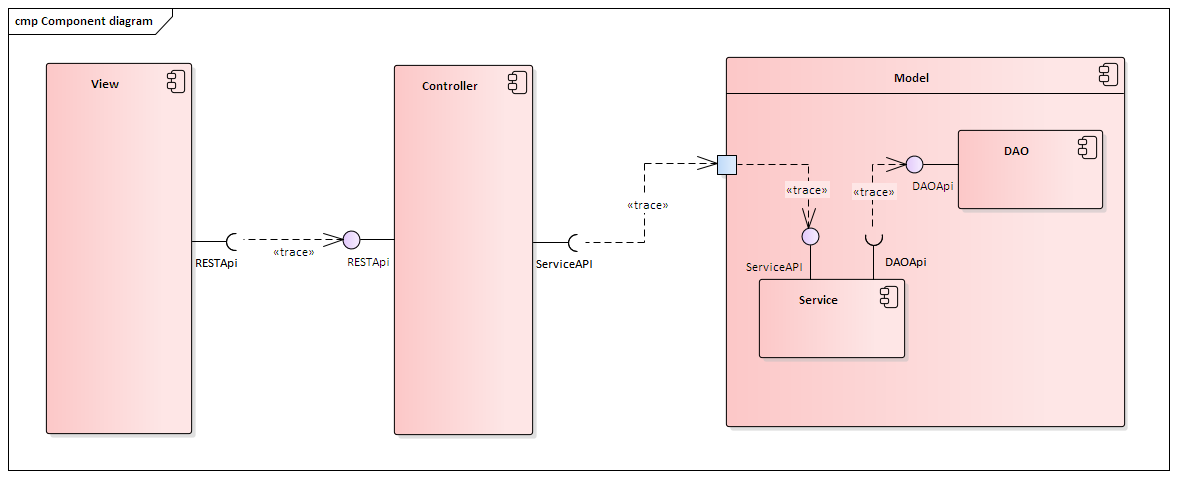 cmp Component diagram
View
Controller
Model
DAO
«trace»
«trace»
DAOApi
«trace»
RESTApi
«trace»
RESTApi
ServiceAPI
ServiceAPI
DAOApi
Service